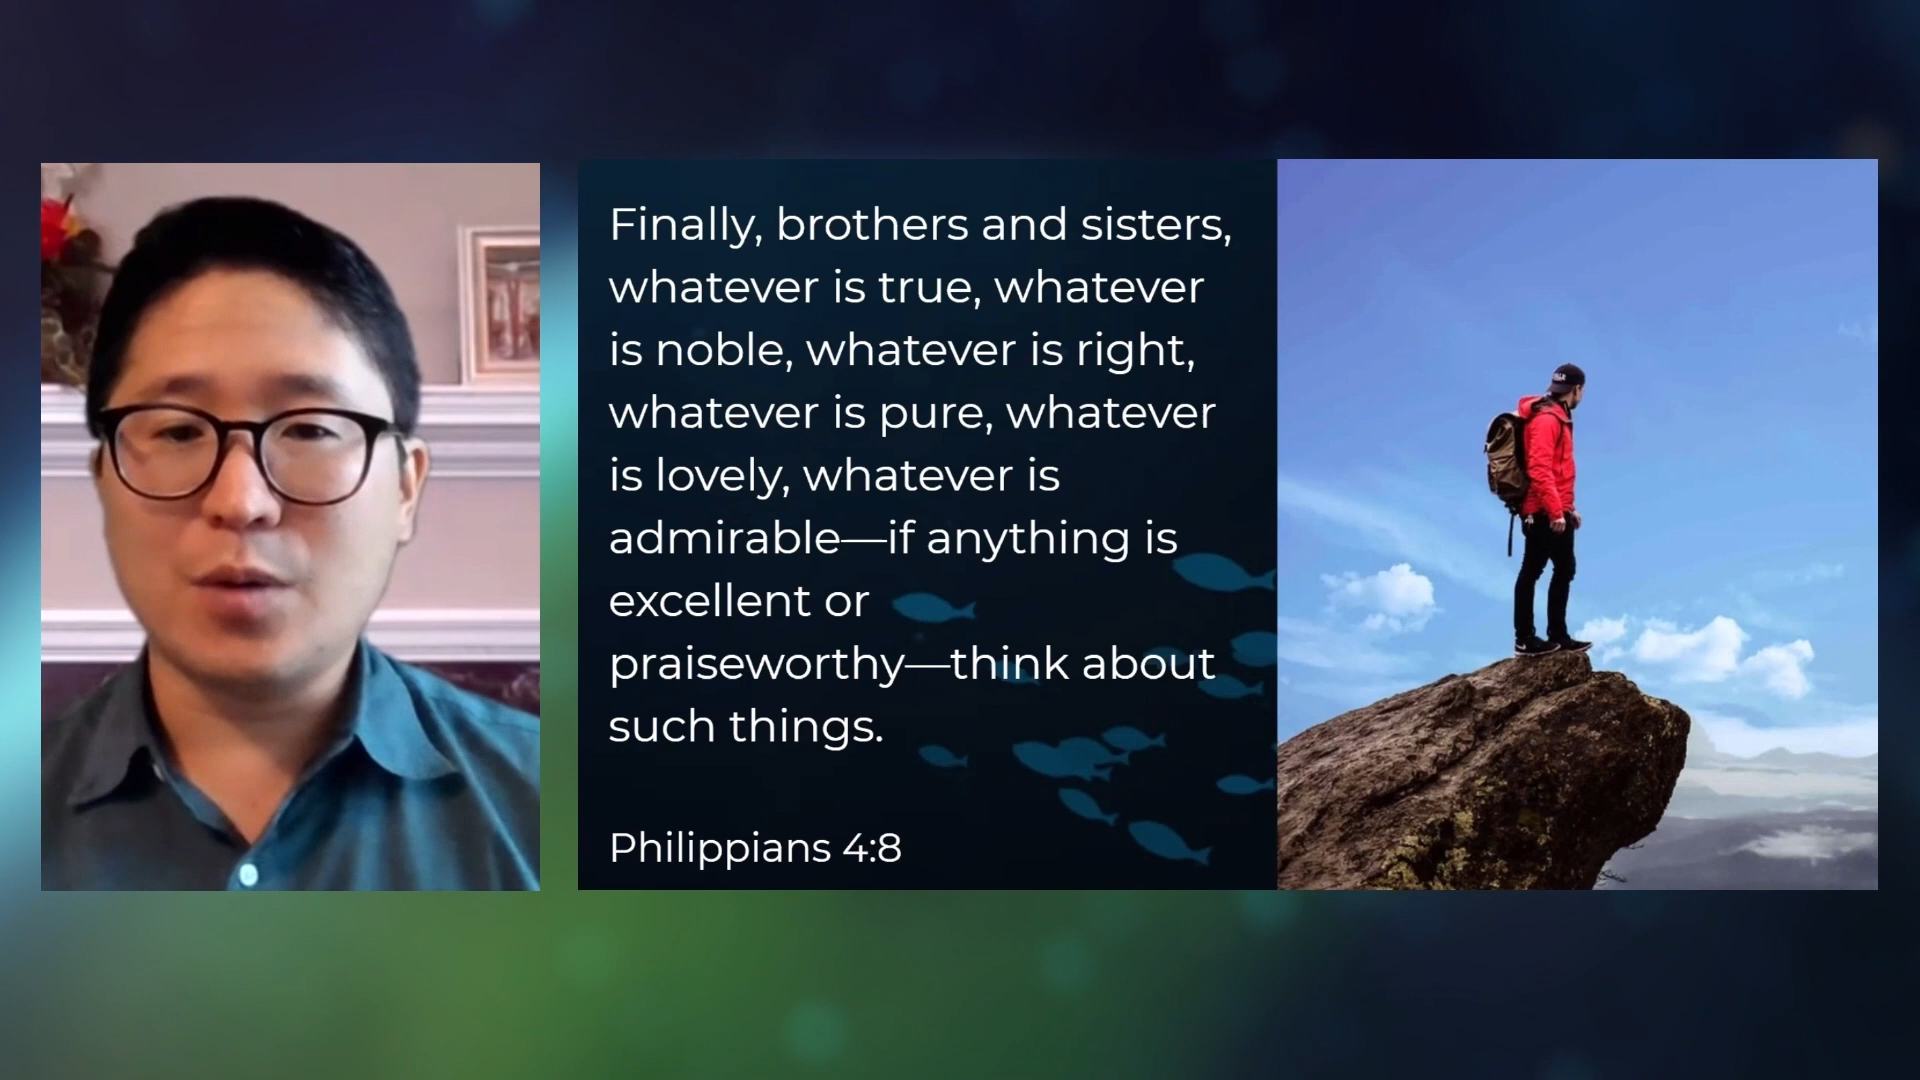 Finally, brothers and sisters,
whatever is true, whatever
is noble, whatever is right,
whatever is pure, whatever
is lovely, whatever is
admirable—if anything is
excellent or
praiseworthy—think about
such things.
Philippians 4:8